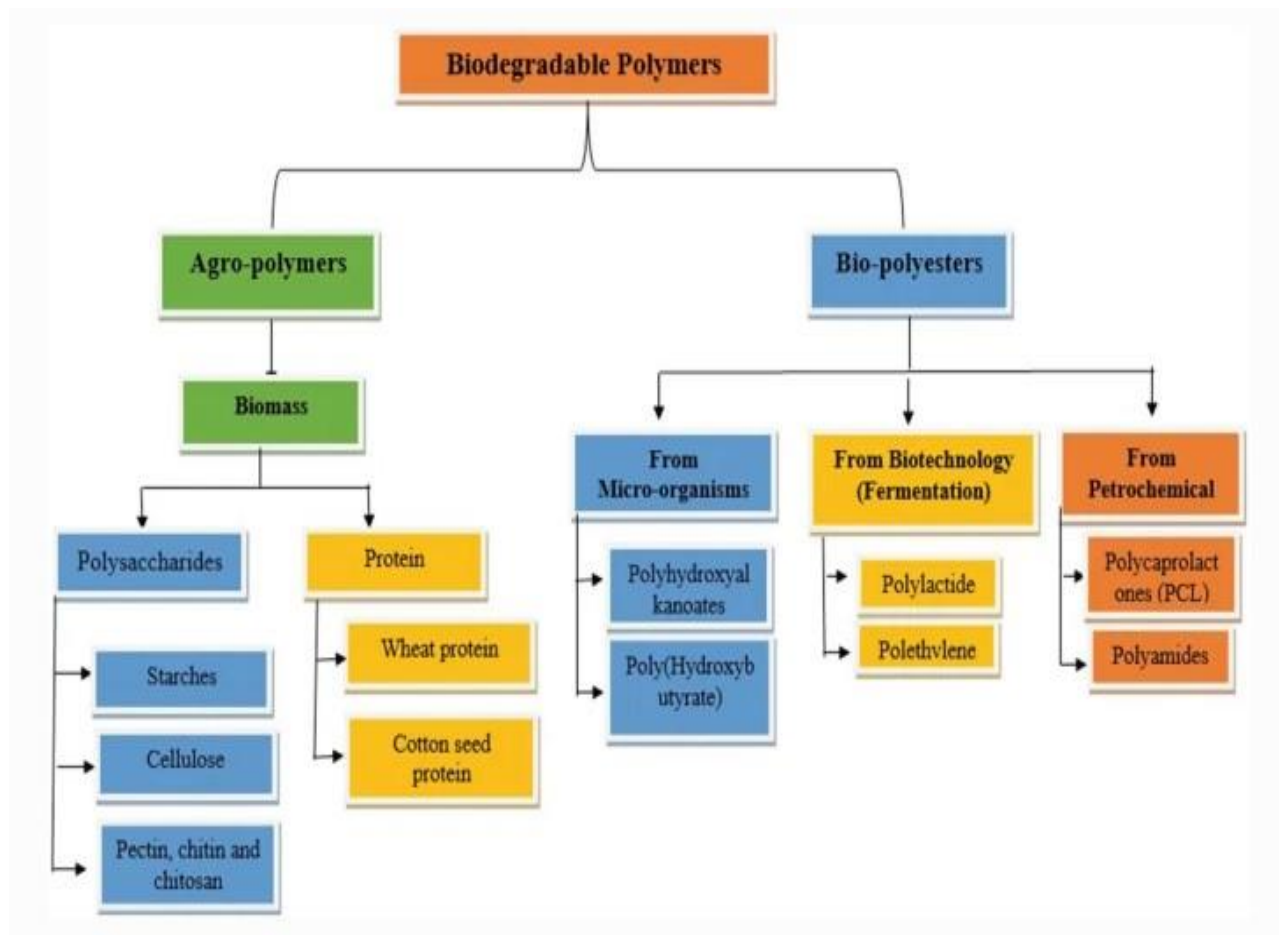 Biodegradable Polymers
Agro-polymers
Bio-polyesters
Biomass
From
Micro-organisms
From Biotechnology
(Fermentation)
From
Petrochemical
Polysaccharides
Protein
Polyhydroxyal
kanoates
Polylactide
Polycaprolact
ones (PCL)
Wheat protein
Polethvlene
Polyamides
Starches
Poly(Hydroxyb
utyrate)
Cellulose
Cotton seed
protein
Pectin, chitin and
chitosan